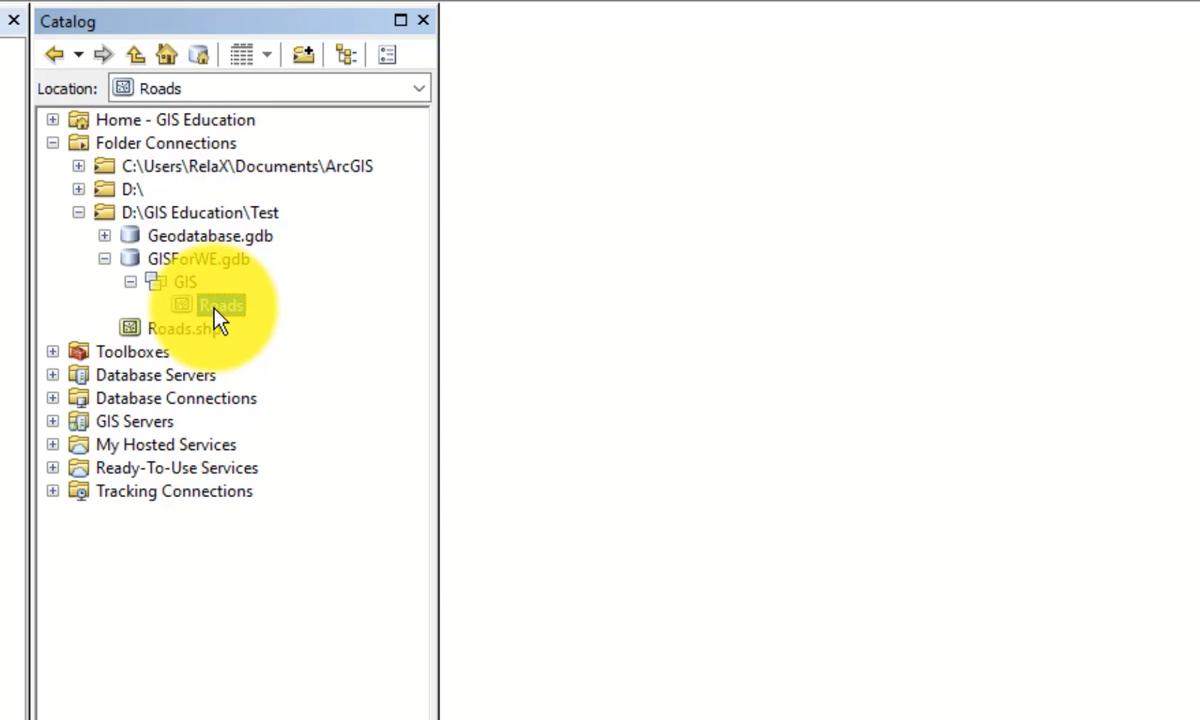 Catalog
Location: Roads
Home - GIS Education
Folder Connections
C:\Users\RelaX\Documents\ArcGIS
D:\
D:\GIS Education\Test
Geodatabase.gdb
GISForWE.gdb
GIS
Roads
Roads.shp
Toolboxes
Database Servers
Database Connections
GIS Servers
My Hosted Services
Ready-To-Use Services
Tracking Connections